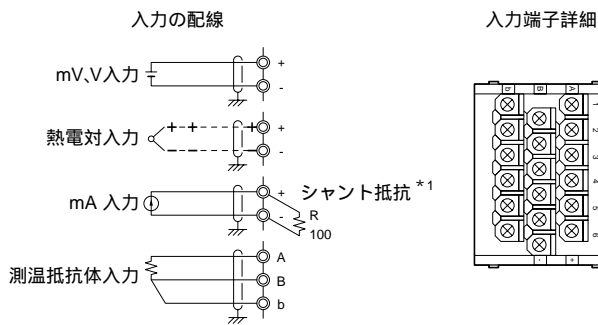 入力の配線
入力端子詳細
mV、V入力
+
-
熱電対入力
+
-
mA 入力
+
-
シャント抵抗 *1
R
100
測温抵抗体入力
A
B
b
b B A
1
2
3
4
5
6
- +